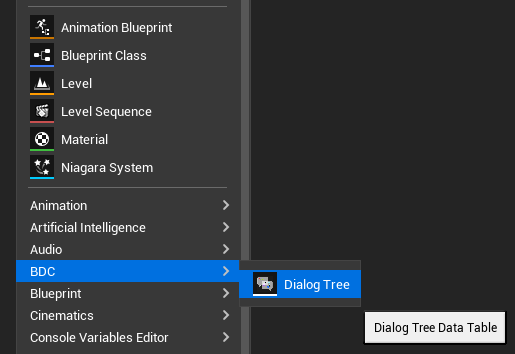 Animation Blueprint
Blueprint Class
Level
Level Sequence
Material
Niagara System
Animation
Artificial Intelligence
Audio
BDC
Dialog Tree
Blueprint
Cinematics
Dialog Tree Data Table
Console Variables Editor